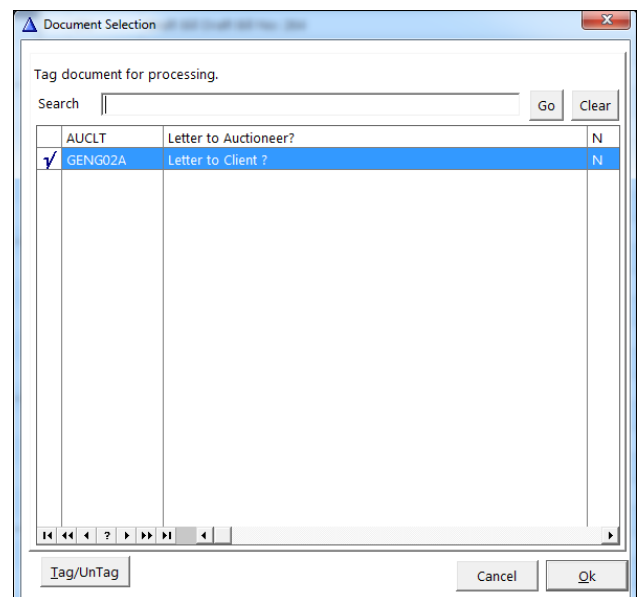 Document Selection
Tag document for processing.
Search
Go
Clear
AUCLT Letter to Auctioneer? N
√ GENG02A Letter to Client ? N
?
Tag/UnTag
Cancel
Ok